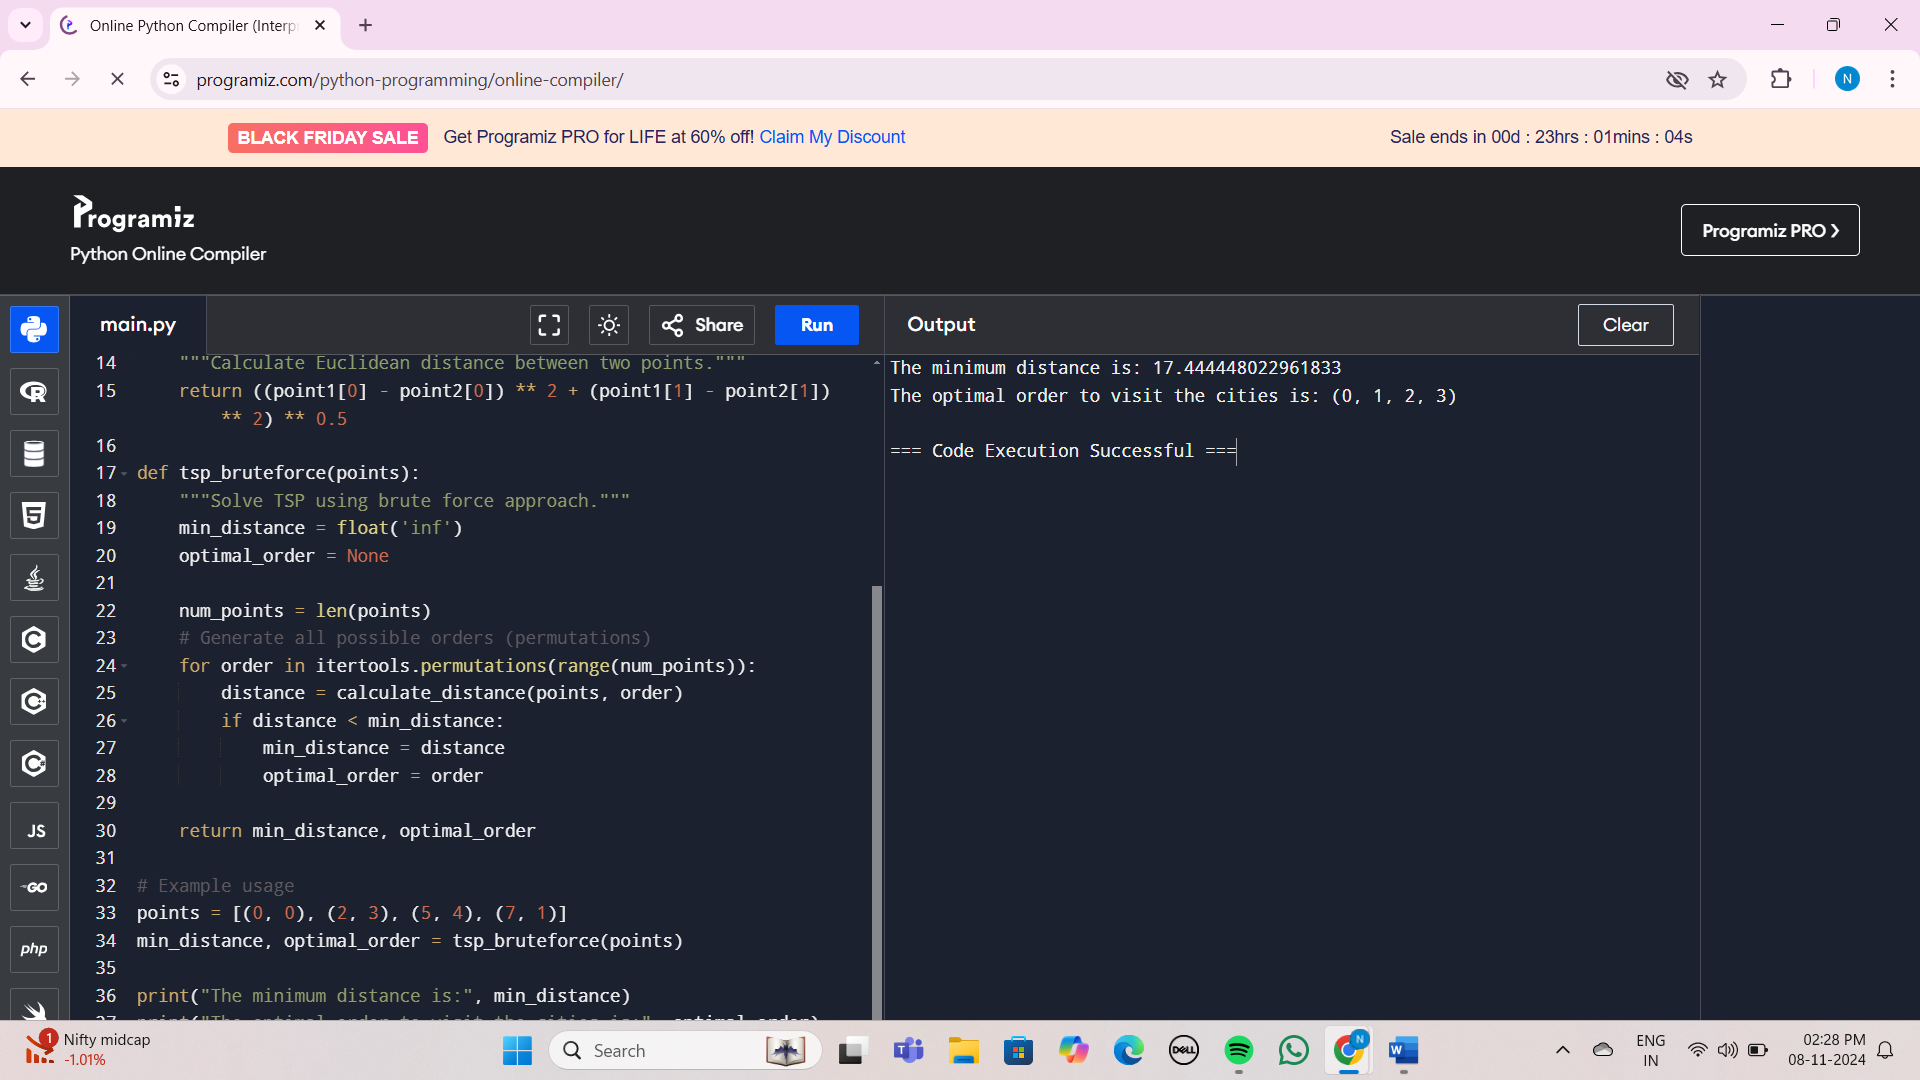 Online Python Compiler (Interp
programiz.com/python-programming/online-compiler/
N
BLACK FRIDAY SALE Get Programiz PRO for LIFE at 60% off! Claim My Discount Sale ends in 00d : 23hrs : 01mins : 04s
Programiz
Python Online Compiler
Programiz PRO ❯
main.py Share Run Output Clear
14 """Calculate Euclidean distance between two points."""
15 return ((point1[0] - point2[0]) ** 2 + (point1[1] - point2[1])
** 2) ** 0.5
16
17 def tsp_bruteforce(points):
18 """Solve TSP using brute force approach."""
19 min_distance = float('inf')
20 optimal_order = None
21
22 num_points = len(points)
23 # Generate all possible orders (permutations)
24 for order in itertools.permutations(range(num_points)):
25 distance = calculate_distance(points, order)
26 if distance < min_distance:
27 min_distance = distance
28 optimal_order = order
29
30 return min_distance, optimal_order
31
32 # Example usage
33 points = [(0, 0), (2, 3), (5, 4), (7, 1)]
34 min_distance, optimal_order = tsp_bruteforce(points)
35
36 print("The minimum distance is:", min_distance)
The minimum distance is: 17.444448022961833
The optimal order to visit the cities is: (0, 1, 2, 3)
=== Code Execution Successful ===
R
5
C
C
C
JS
GO
php
1
Nifty midcap
-1.01%
Search
DELL
N
W
ENG
IN
02:28 PM
08-11-2024